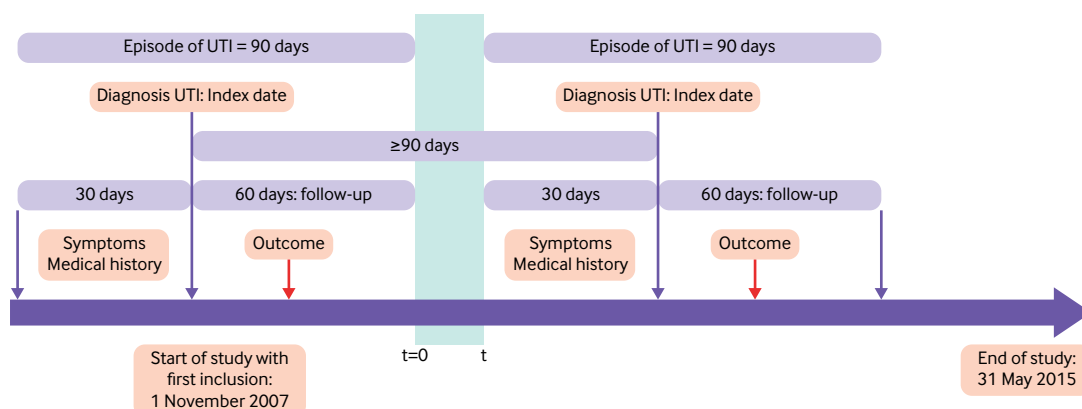 Episode of UTI = 90 days
Episode of UTI = 90 days
Diagnosis UTI: Index date
Diagnosis UTI: Index date
≥90 days
30 days
60 days: follow-up
30 days
60 days: follow-up
Symptoms
Medical history
Outcome
Symptoms
Medical history
Outcome
t=0
t
Start of study with
first inclusion:
1 November 2007
End of study:
31 May 2015